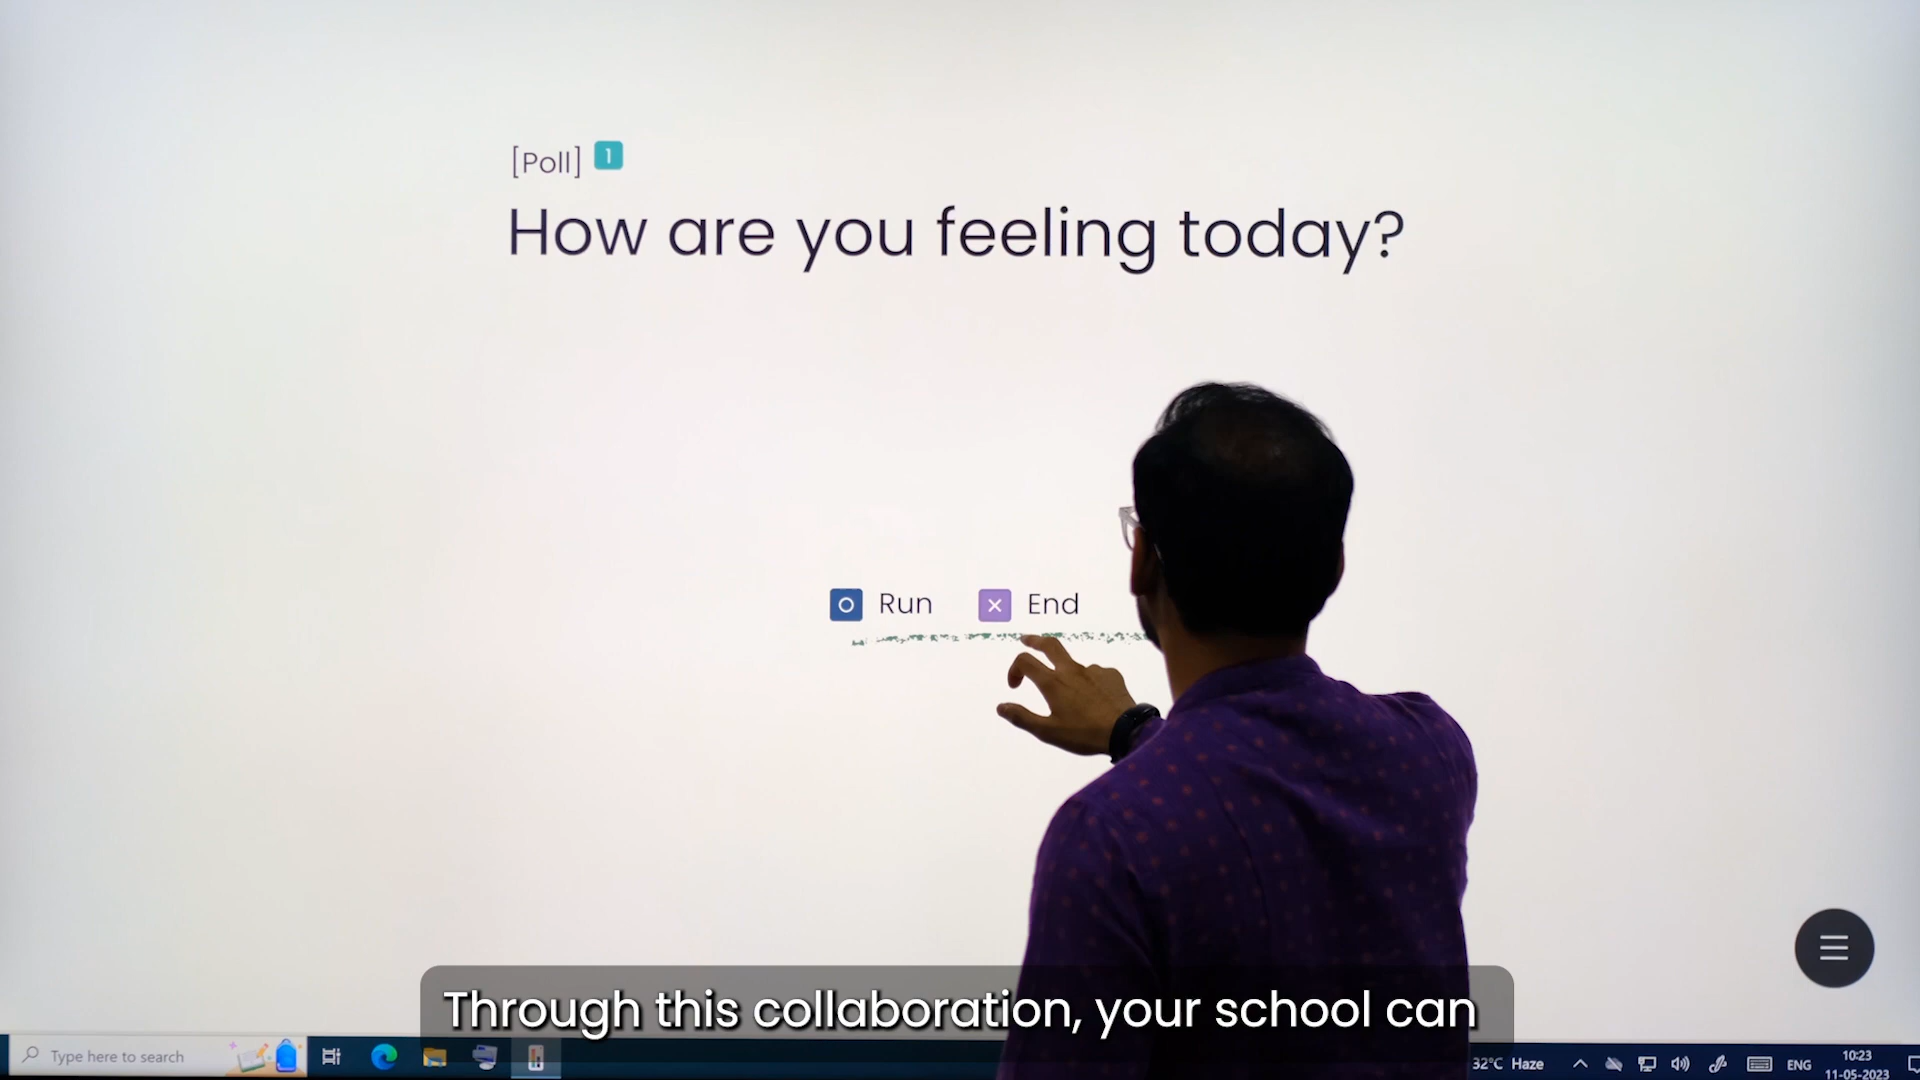 [Poll] 1
How are you feeling today?
Run End
Through this collaboration, your school can
Type here to search
32°C Haze
ENG
10:23
11-05-2023